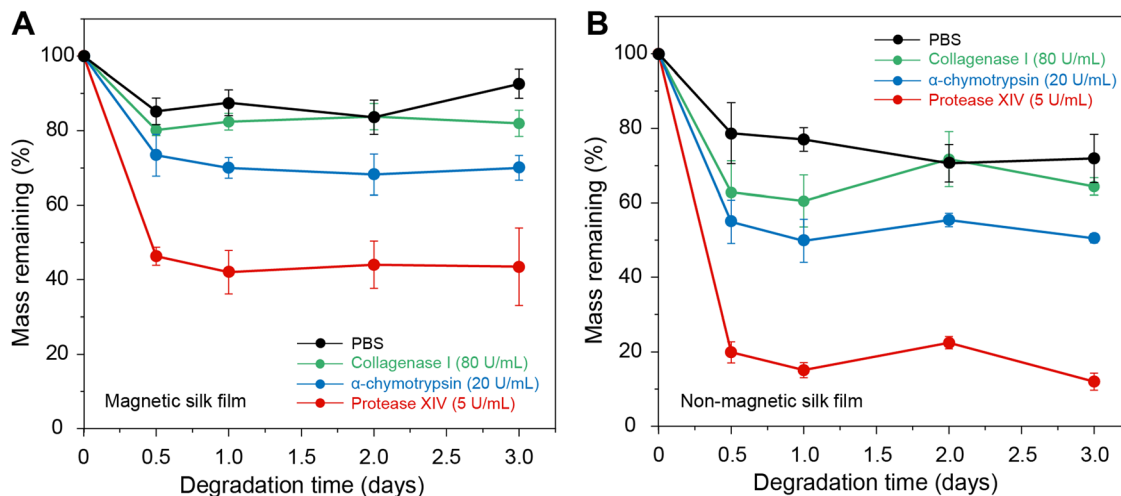 A
Mass remaining (%)
100
80
60
40
20
0
0
0.5
1.0
1.5
2.0
2.5
3.0
Degradation time (days)
PBS
Collagenase I (80 U/mL)
α-chymotrypsin (20 U/mL)
Protease XIV (5 U/mL)
Magnetic silk film
B
Mass remaining (%)
100
80
60
40
20
0
0
0.5
1.0
1.5
2.0
2.5
3.0
Degradation time (days)
PBS
Collagenase I (80 U/mL)
α-chymotrypsin (20 U/mL)
Protease XIV (5 U/mL)
Non-magnetic silk film